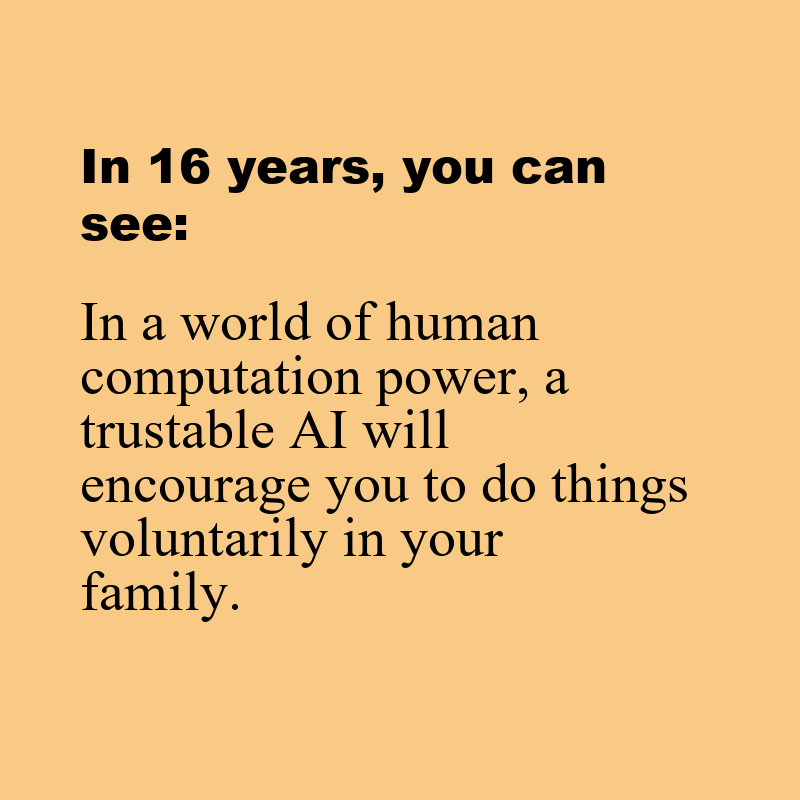 In 16 years, you can
see:
In a world of human
computation power, a
trustable AI will
encourage you to do things
voluntarily in your
family.